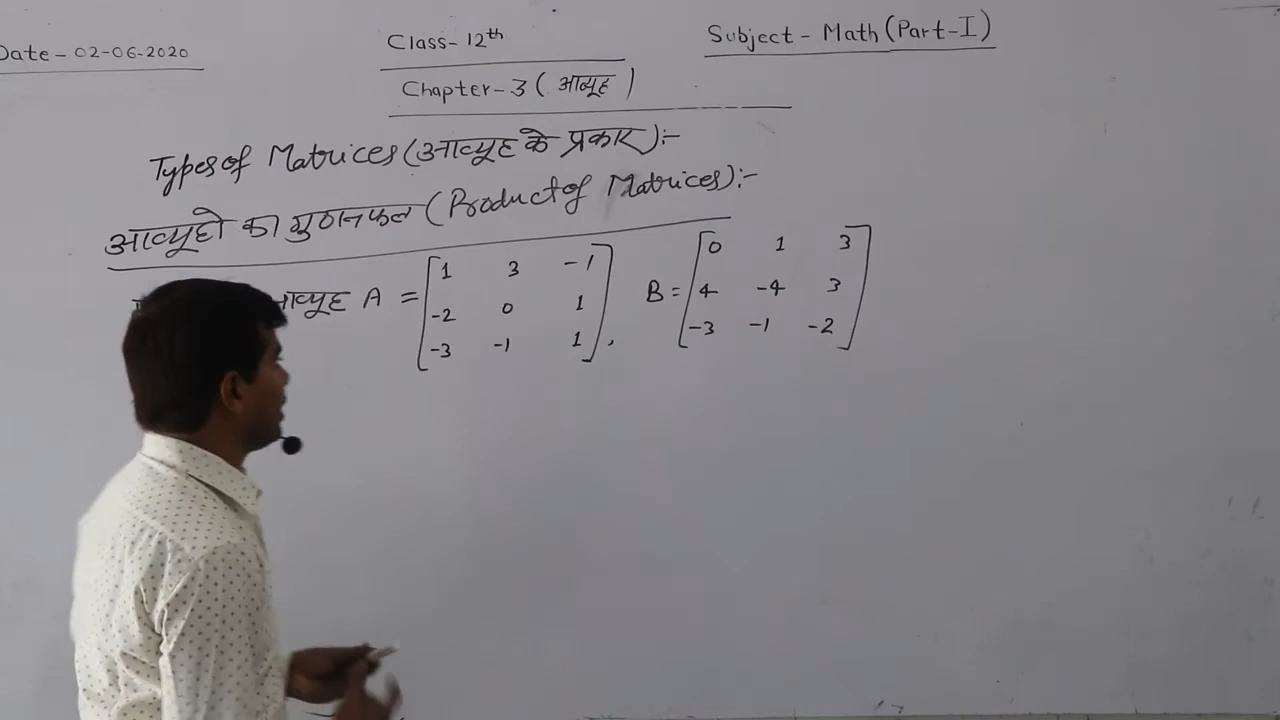 Date - 02-06-2020
Class - 12th
Subject - Math (Part-I)
Chapter - 3 ( आव्यूह )
Types of Matrices (आव्यूह के प्रकार) :-
आव्यूहो का गुणनफल (Product of Matrices) :-
आव्यूह A = [1 3 -1
-2 0 1
-3 -1 1] , B = [0 1 3
4 -4 3
-3 -1 -2]